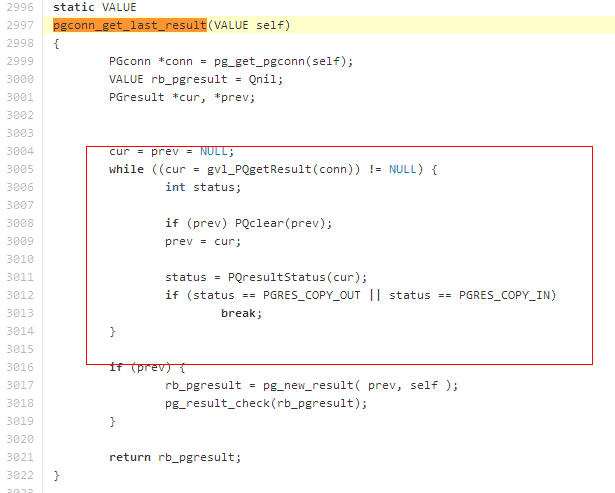 2996 static VALUE
2997 pgconn_get_last_result(VALUE self)
2998 {
2999 PGconn *conn = pg_get_pgconn(self);
3000 VALUE rb_pgresult = Qnil;
3001 PGresult *cur, *prev;
3002
3003
3004 cur = prev = NULL;
3005 while ((cur = gvl_PQgetResult(conn)) != NULL) {
3006 int status;
3007
3008 if (prev) PQclear(prev);
3009 prev = cur;
3010
3011 status = PQresultStatus(cur);
3012 if (status == PGRES_COPY_OUT || status == PGRES_COPY_IN)
3013 break;
3014 }
3015
3016 if (prev) {
3017 rb_pgresult = pg_new_result( prev, self );
3018 pg_result_check(rb_pgresult);
3019 }
3020
3021 return rb_pgresult;
3022 }
3023